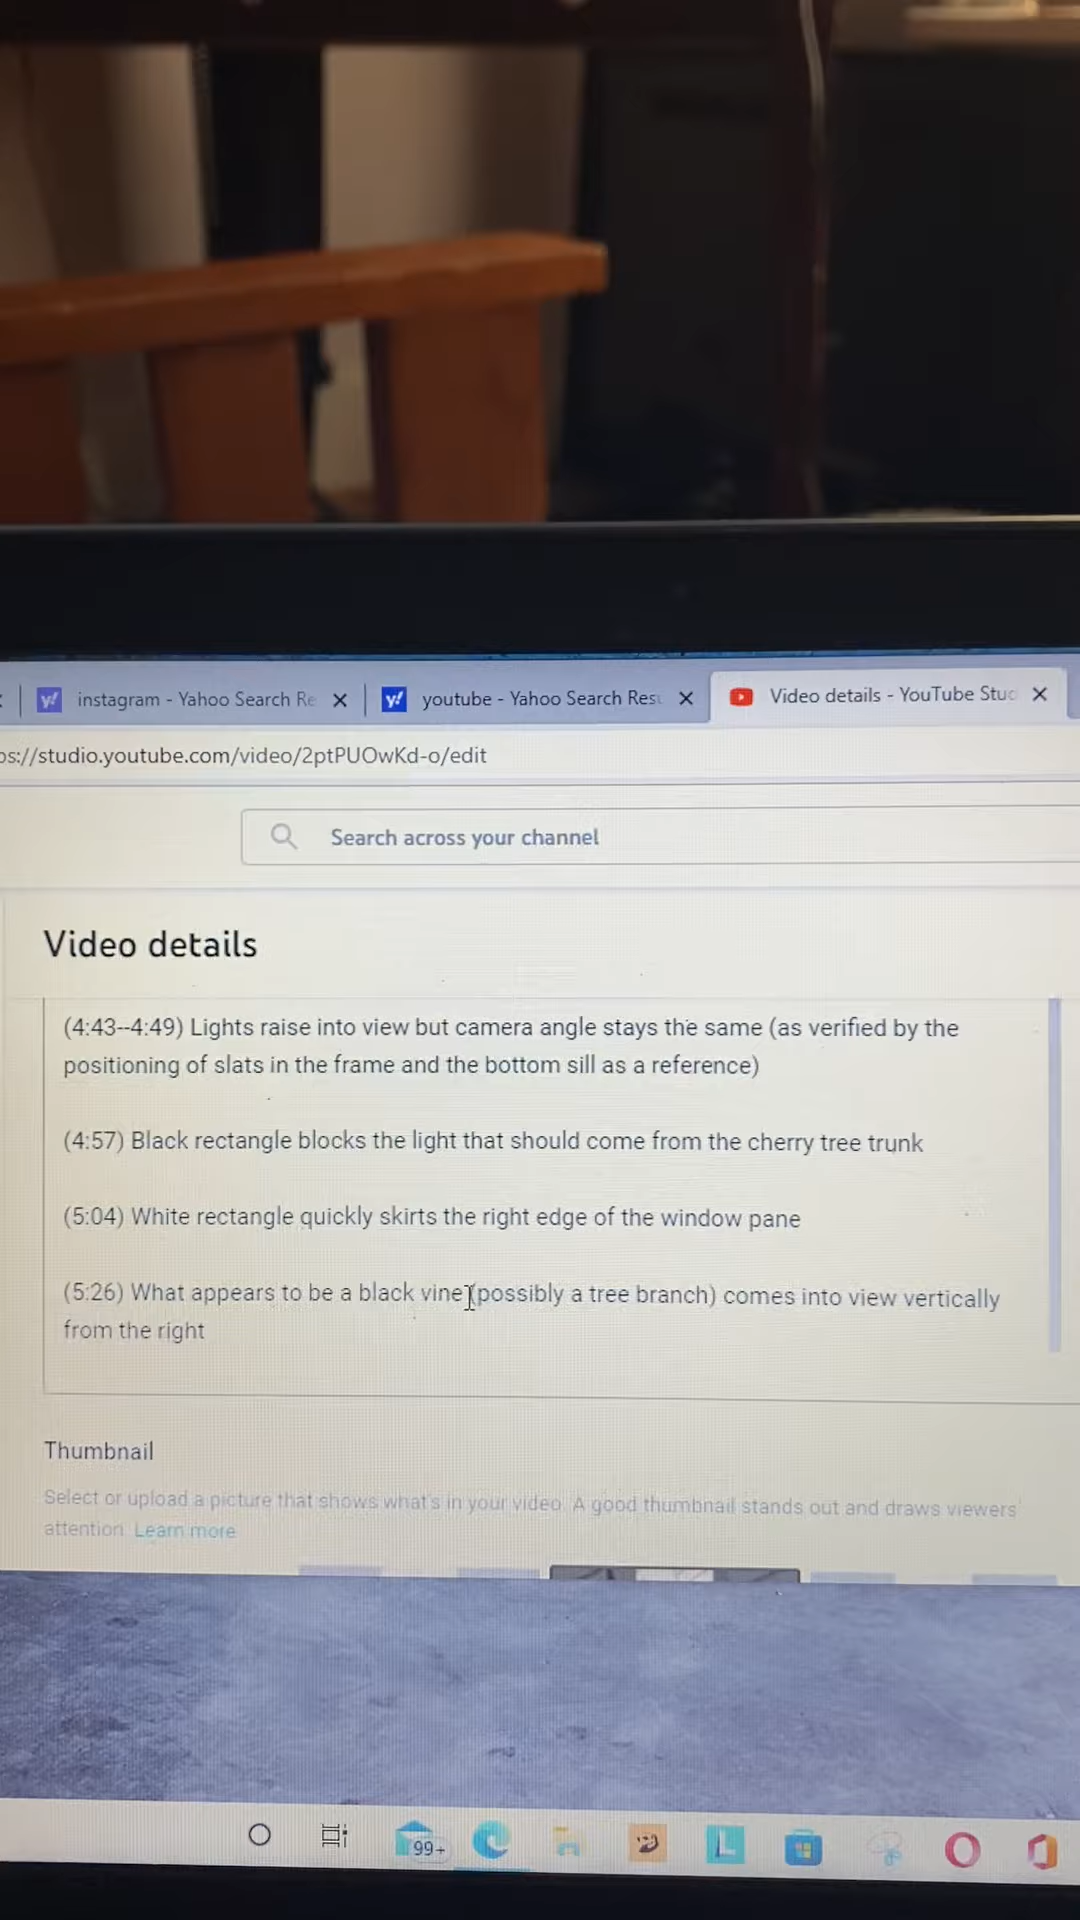 instagram - Yahoo Search Re
youtube - Yahoo Search Resu
Video details - YouTube Stud
ps://studio.youtube.com/video/2ptPUOwKd-o/edit
Search across your channel
Video details
(4:43--4:49) Lights raise into view but camera angle stays the same (as verified by the
positioning of slats in the frame and the bottom sill as a reference)
(4:57) Black rectangle blocks the light that should come from the cherry tree trunk
(5:04) White rectangle quickly skirts the right edge of the window pane
(5:26) What appears to be a black vine (possibly a tree branch) comes into view vertically
from the right
Thumbnail
Select or upload a picture that shows what's in your video. A good thumbnail stands out and draws viewers'
attention. Learn more
99+
L